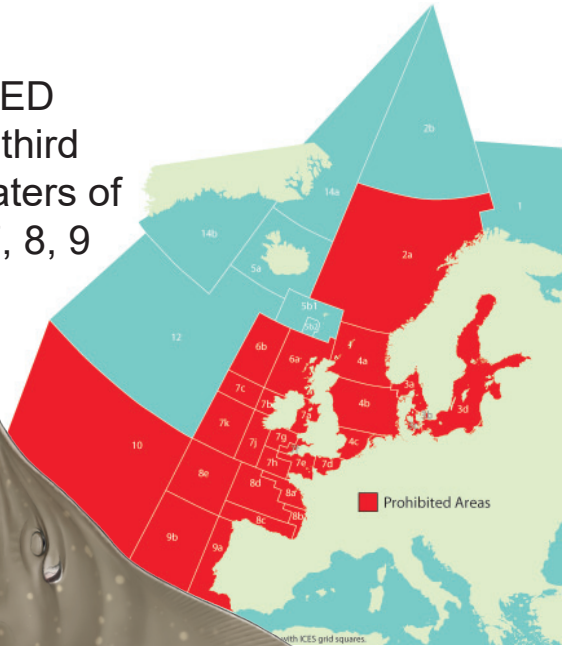 ED
third
aters of
, 8, 9
2b
1
14a
14b
2a
5a
5b1
12
6b
6a
4a
7c
7b
7a
4b
3a
3d
7k
7j
7g
4c
10
7h
7e
7d
8e
8d
8a
Prohibited Areas
8b
8c
9b
9a
with ICES grid squares.